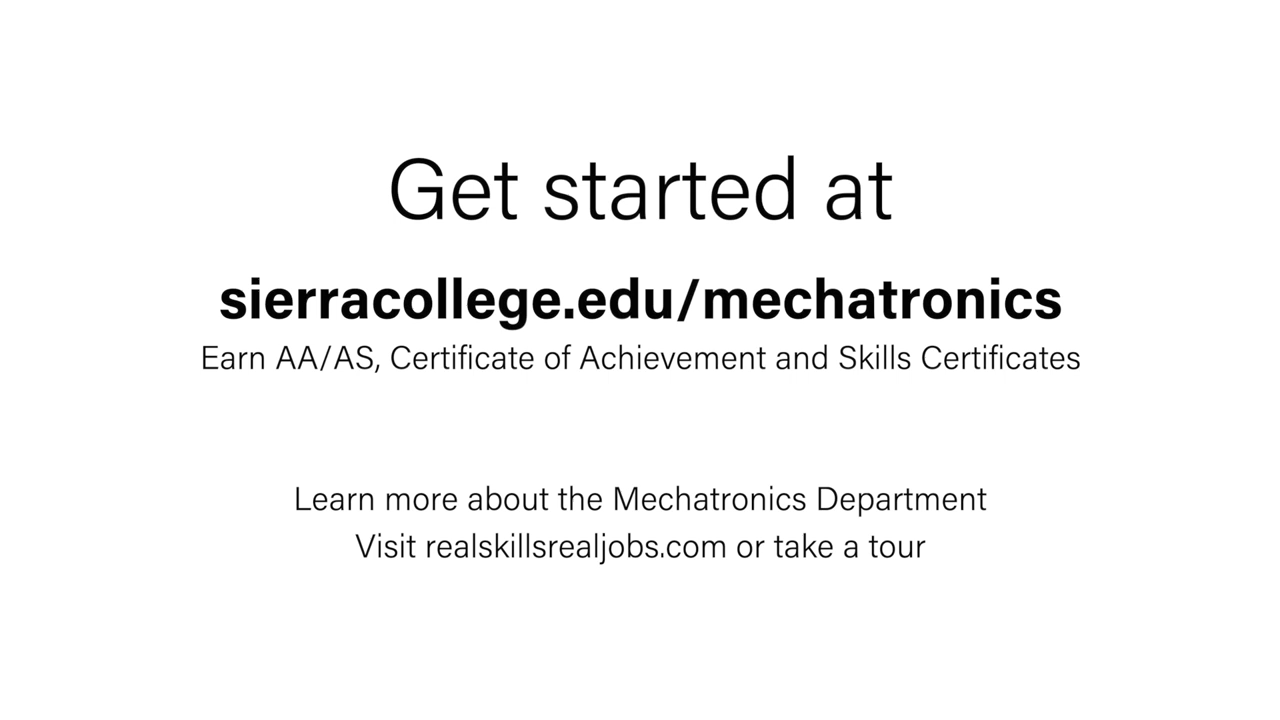 Get started at
sierracollege.edu/mechatronics
Earn AA/AS, Certificate of Achievement and Skills Certificates
Learn more about the Mechatronics Department
Visit realskillsrealjobs.com or take a tour